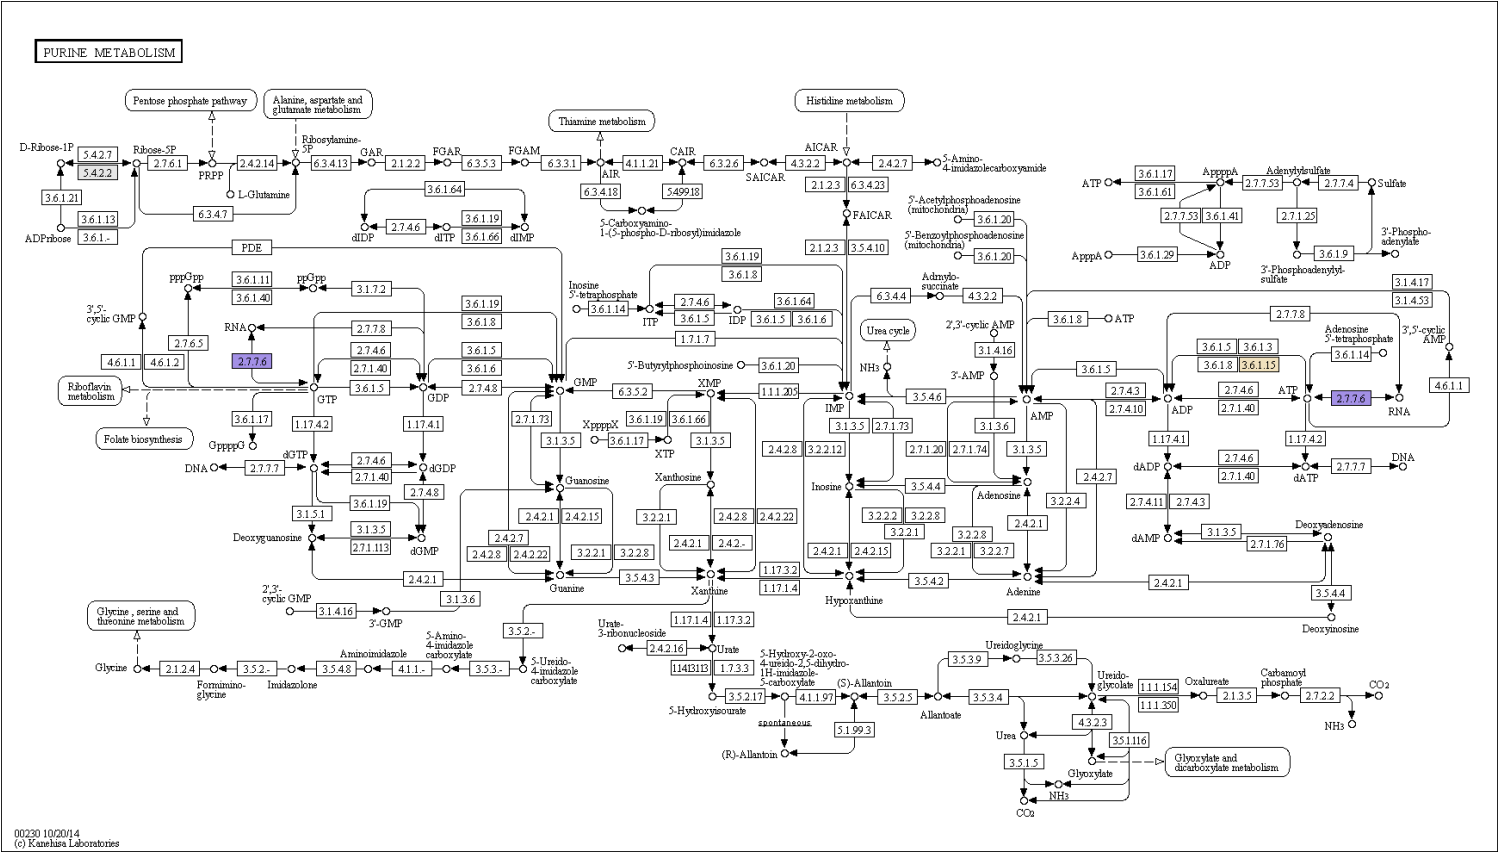 PURINE METABOLISM
Pentose phosphate pathway
Alanine, aspartate and
glutamate metabolism
Thiamine metabolism
Histidine metabolism
D-Ribose-1P
5.4.2.7
5.4.2.2
Ribose-5P
2.7.6.1
PRPP
2.4.2.14
L-Glutamine
Ribosylamine-
5P
6.3.4.13
GAR
2.1.2.2
FGAR
6.3.5.3
FGAM
6.3.3.1
AIR
4.1.1.21
CAIR
6.3.2.6
SAICAR
4.3.2.2
AICAR
2.4.2.7
5-Amino-
4-imidazolecarboxyamide
3.6.1.21
3.6.1.13
3.6.1.-
ADPribose
6.3.4.7
3.6.1.64
dIDP
2.7.4.6
dITP
3.6.1.19
3.6.1.66
dIMP
6.3.4.18
5.4.99.18
5-Carboxyamino-
1-(5-phospho-D-ribosyl)imidazole
2.1.2.3
6.3.4.23
FAICAR
2.1.2.3
3.5.4.10
5'-Acetylphosphoadenosine
(mitochondria)
3.6.1.20
5'-Benzoylphosphoadenosine
(mitochondria)
3.6.1.20
ATP
3.6.1.17
3.6.1.61
AppppA
2.7.7.53
Adenylylsulfate
2.7.7.4
Sulfate
2.7.7.53
3.6.1.41
2.7.1.25
ApppA
3.6.1.29
ADP
3'-Phosphoadenylyl-
sulfate
3.6.1.9
3'-Phospho-
adenylate
PDE
pppGpp
3.6.1.11
3.6.1.40
ppGpp
3.1.7.2
3',5'-
cyclic GMP
2.7.6.5
4.6.1.1
4.6.1.2
RNA
2.7.7.8
2.7.7.6
3.6.1.19
3.6.1.8
2.7.4.6
2.7.1.40
3.6.1.5
3.6.1.6
Riboflavin
metabolism
GTP
3.6.1.5
GDP
2.7.4.8
GMP
Folate biosynthesis
3.6.1.17
GppppG
Inosine
5'-tetraphosphate
3.6.1.14
ITP
3.6.1.19
3.6.1.8
2.7.4.6
3.6.1.5
IDP
3.6.1.64
3.6.1.5
3.6.1.6
1.7.1.7
5'-Butyrylphosphoinosine
3.6.1.20
XMP
6.3.5.2
1.1.1.205
IMP
6.3.4.4
Adenylo-
succinate
4.3.2.2
Urea cycle
NH3
2',3'-cyclic AMP
3.1.4.16
3'-AMP
3.5.4.6
AMP
3.6.1.8
ATP
3.6.1.5
2.7.4.3
2.7.4.10
ADP
3.1.4.17
3.1.4.53
2.7.7.8
3.6.1.5
3.6.1.3
3.6.1.8
3.6.1.15
Adenosine
5'-tetraphosphate
3.6.1.14
3',5'-cyclic
AMP
4.6.1.1
2.7.4.6
2.7.1.40
ATP
2.7.7.6
RNA
1.17.4.2
1.17.4.1
2.7.1.73
3.1.3.5
XppppX
3.6.1.17
3.6.1.19
3.6.1.66
XTP
3.1.3.5
2.4.2.8
3.2.2.12
3.1.3.5
2.7.1.73
2.7.1.20
2.7.1.74
3.1.3.6
3.1.3.5
1.17.4.1
1.17.4.2
DNA
2.7.7.7
dGTP
2.7.4.6
2.7.1.40
dGDP
2.7.4.8
3.6.1.19
3.1.5.1
Deoxyguanosine
3.1.3.5
2.7.1.113
dGMP
2.4.2.1
Guanosine
2.4.2.1
2.4.2.15
2.4.2.7
2.4.2.8
2.4.2.22
3.2.2.1
3.2.2.8
Guanine
3.5.4.3
Xanthosine
3.2.2.1
2.4.2.8
2.4.2.22
2.4.2.1
2.4.2.-
Xanthine
1.17.3.2
1.17.1.4
Inosine
3.5.4.4
3.2.2.2
3.2.2.8
3.2.2.1
2.4.2.1
2.4.2.15
Hypoxanthine
3.5.4.2
Adenosine
3.2.2.8
3.2.2.1
3.2.2.7
2.4.2.1
3.2.2.4
2.4.2.7
Adenine
dADP
2.7.4.6
2.7.1.40
dATP
2.7.7.7
DNA
2.7.4.11
2.7.4.3
dAMP
3.1.3.5
2.7.1.76
Deoxyadenosine
2.4.2.1
3.5.4.4
2.4.2.1
Deoxyinosine
2',3'-
cyclic GMP
3.1.4.16
3'-GMP
3.1.3.6
Glycine , serine and
threonine metabolism
Glycine
2.1.2.4
Formimino-
glycine
3.5.2.-
Imidazolone
3.5.4.8
Aminoimidazole
4.1.1.-
5-Amino-
4-imidazole
carboxylate
3.5.3.-
5-Ureido-
4-imidazole
carboxylate
3.5.2.-
Urate-
3-ribonucleoside
2.4.2.16
1.17.1.4
1.17.3.2
Urate
1.14.13.113
1.7.3.3
3.5.2.17
5-Hydroxyisourate
5-Hydroxy-2-oxo-
4-ureido-2,5-dihydro-
1H-imidazole-
5-carboxylate
4.1.1.97
(S)-Allantoin
3.5.2.5
spontaneous
(R)-Allantoin
5.1.99.3
Allantoate
3.5.3.9
Ureidoglycine
3.5.3.26
3.5.3.4
Ureido-
glycolate
1.1.1.154
1.1.1.350
Oxalureate
2.1.3.5
Carbamoyl
phosphate
2.7.2.2
CO2
NH3
Urea
4.3.2.3
3.5.1.116
3.5.1.5
Glyoxylate
NH3
CO2
Glyoxylate and
dicarboxylate metabolism
00230 10/20/14
(c) Kanehisa Laboratories